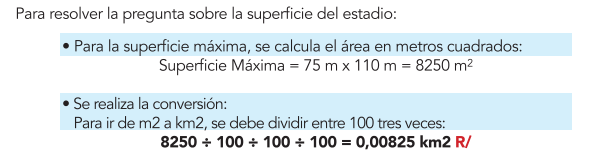 Para resolver la pregunta sobre la superficie del estadio:
• Para la superficie máxima, se calcula el área en metros cuadrados:
Superficie Máxima = 75 m x 110 m = 8250 m²
• Se realiza la conversión:
Para ir de m2 a km2, se debe dividir entre 100 tres veces:
8250 ÷ 100 ÷ 100 ÷ 100 = 0,00825 km2 R/